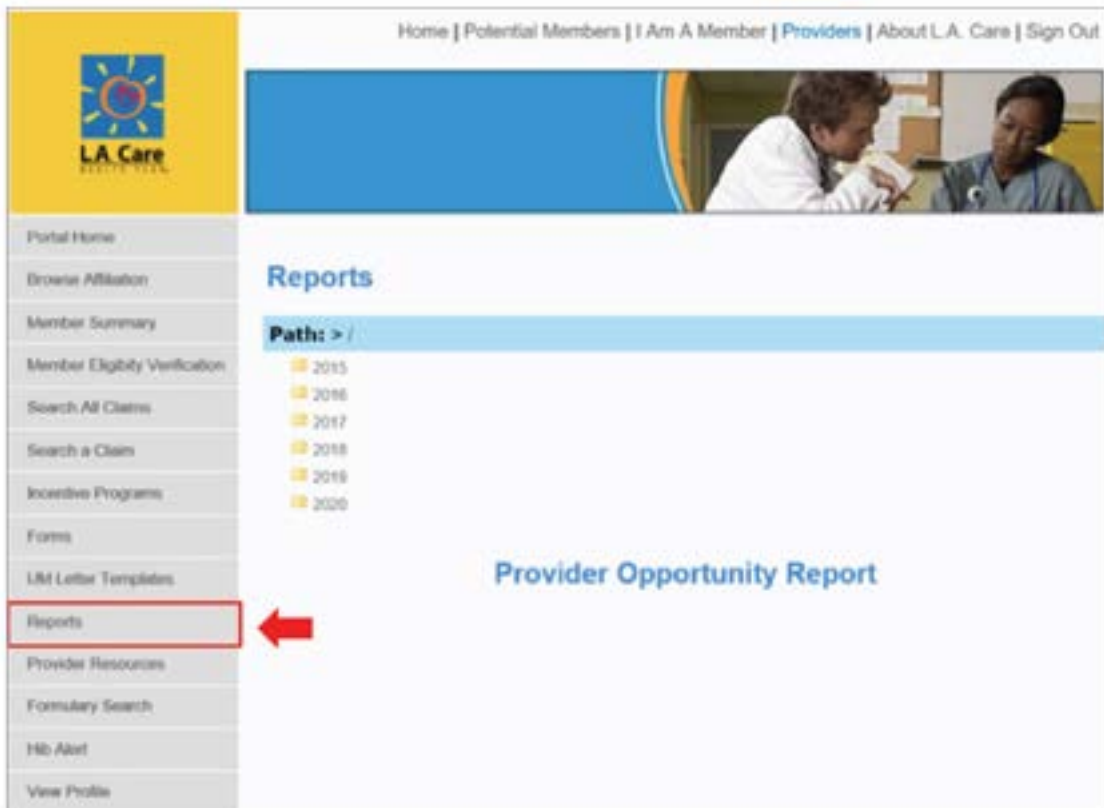 Home | Potential Members | I Am A Member | Providers | About L.A. Care | Sign Out
L.A. Care
HEALTH PLAN
Portal Home
Browse Affiliation
Member Summary
Member Eligibity Verification
Search All Claims
Search a Claim
Incentive Programs
Forms
UM Letter Templates
Reports
Provider Resources
Formulary Search
Hib Alert
View Profile
Reports
Path: > /
2015
2016
2017
2018
2019
2020
Provider Opportunity Report